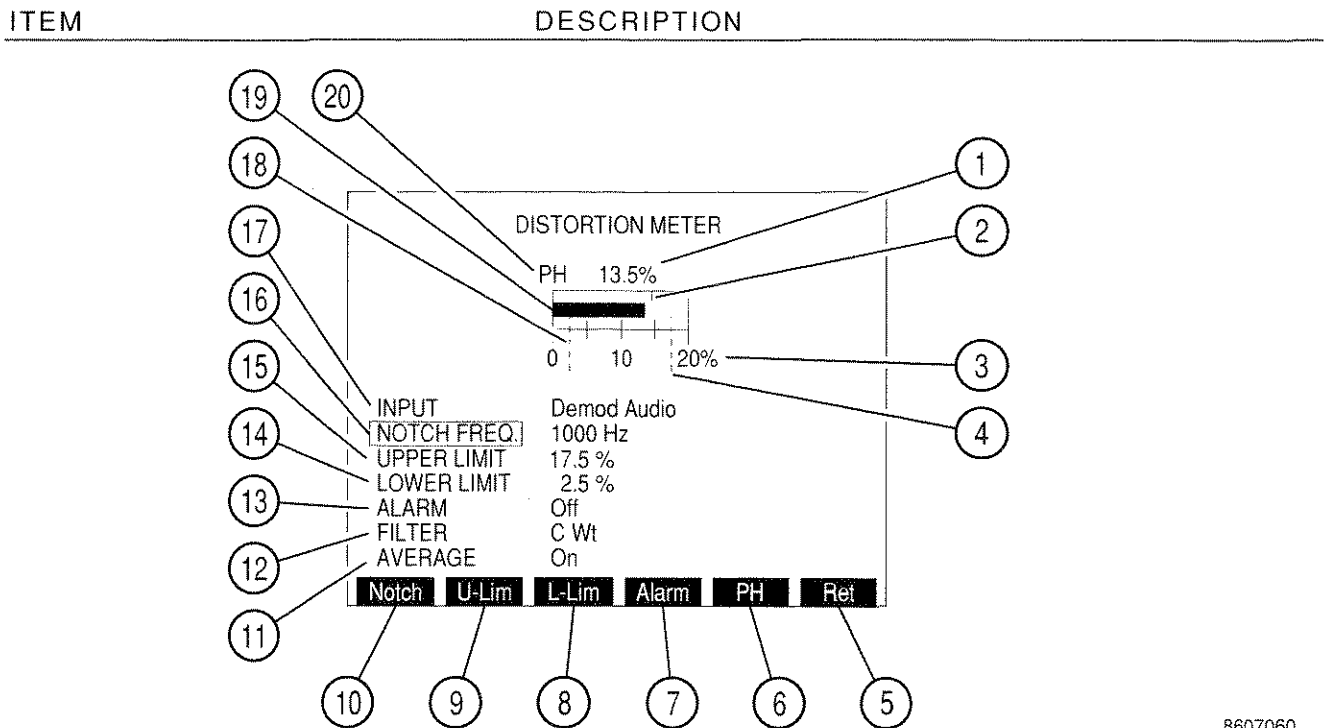 ITEM DESCRIPTION
19 20
18 1
DISTORTION METER
17 2
PH 13.5%
16
0 10 20% 3
15
INPUT Demod Audio
NOTCH FREQ. 1000 Hz
14 4
UPPER LIMIT 17.5 %
LOWER LIMIT 2.5 %
13
ALARM Off
FILTER C Wt
12
AVERAGE On
Notch U-Lim L-Lim Alarm PH Ret
11
10 9 8 7 6 5
8607060